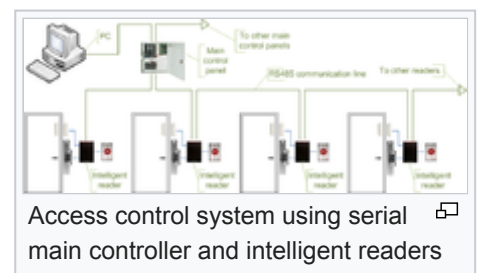 PC
To other main
control panels
Main
control
panel
RS485 communication line
To other readers
Intelligent
reader
Intelligent
reader
Intelligent
reader
Intelligent
reader
Access control system using serial
main controller and intelligent readers